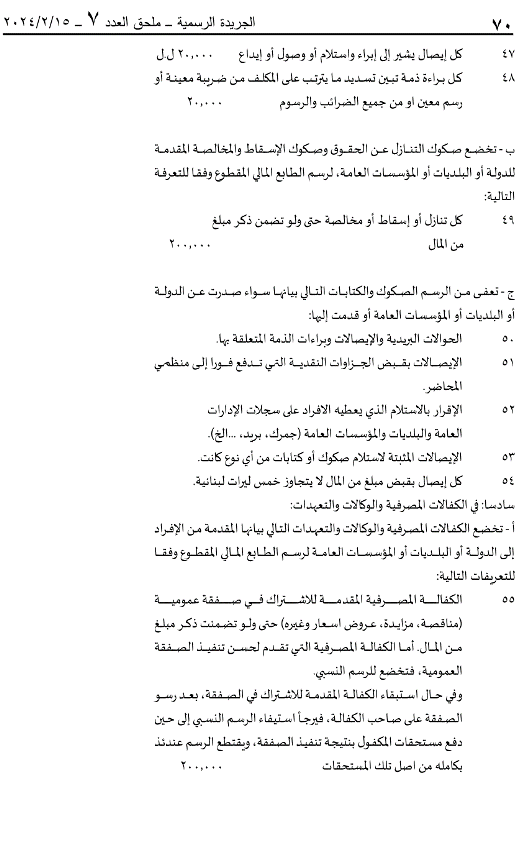 ٧٠ الجريدة الرسمية – ملحق العدد ٧ – ٢٠٢٤/٢/١٥
٤٧ كل إيصال يشير إلى إبراء واستلام أو وصول أو إيداع ٢٠,٠٠٠ ل.ل
٤٨ كل براءة ذمة تبين تسديد ما يترتب على المكلف من ضريبة معينة أو
رسم معين او من جميع الضرائب والرسوم ٢٠,٠٠٠
ب - تخضع صكوك التنازل عن الحقوق وصكوك الإسقاط والمخالصة المقدمة
للدولة أو البلديات أو المؤسسات العامة، لرسم الطابع المالي المقطوع وفقا للتعرفة
التالية:
٤٩ كل تنازل أو إسقاط أو مخالصة حتى ولو تضمن ذكر مبلغ
من المال ٢٠٠,٠٠٠
ج - تعفى من الرسم الصكوك والكتابات التالي بيانها سواء صدرت عن الدولة
أو البلديات أو المؤسسات العامة أو قدمت إليها:
٥٠ الحوالات البريدية والإيصالات وبراءات الذمة المتعلقة بها.
٥١ الإيصالات بقبض الجزاوات النقدية التي تدفع فورا إلى منظمي
المحاضر.
٥٢ الإقرار بالاستلام الذي يعطيه الافراد على سجلات الإدارات
العامة والبلديات والمؤسسات العامة (جمرك، بريد، ...الخ).
٥٣ الإيصالات المثبتة لاستلام صكوك أو كتابات من أي نوع كانت.
٥٤ كل إيصال بقبض مبلغ من المال لا يتجاوز خمس ليرات لبنانية.
سادسا: في الكفالات المصرفية والوكالات والتعهدات:
أ - تخضع الكفالات المصرفية والوكالات والتعهدات التالي بيانها المقدمة من الإفراد
إلى الدولة أو البلديات أو المؤسسات العامة لرسم الطابع المالي المقطوع وفقا
للتعريفات التالية:
٥٥ الكفالة المصرفية المقدمة للاشتراك في صفقة عمومية
(مناقصة، مزايدة، عروض اسعار وغيره) حتى ولو تضمنت ذكر مبلغ
من المال. أما الكفالة المصرفية التي تقدم لحسن تنفيذ الصفقة
العمومية، فتخضع للرسم النسبي.
وفي حال استبقاء الكفالة المقدمة للاشتراك في الصفقة، بعد رسو
الصفقة على صاحب الكفالة، فيرجأ استيفاء الرسم النسبي إلى حين
دفع مستحقات المكفول بنتيجة تنفيذ الصفقة، ويقتطع الرسم عندئذ
بكامله من اصل تلك المستحقات ٢٠٠,٠٠٠